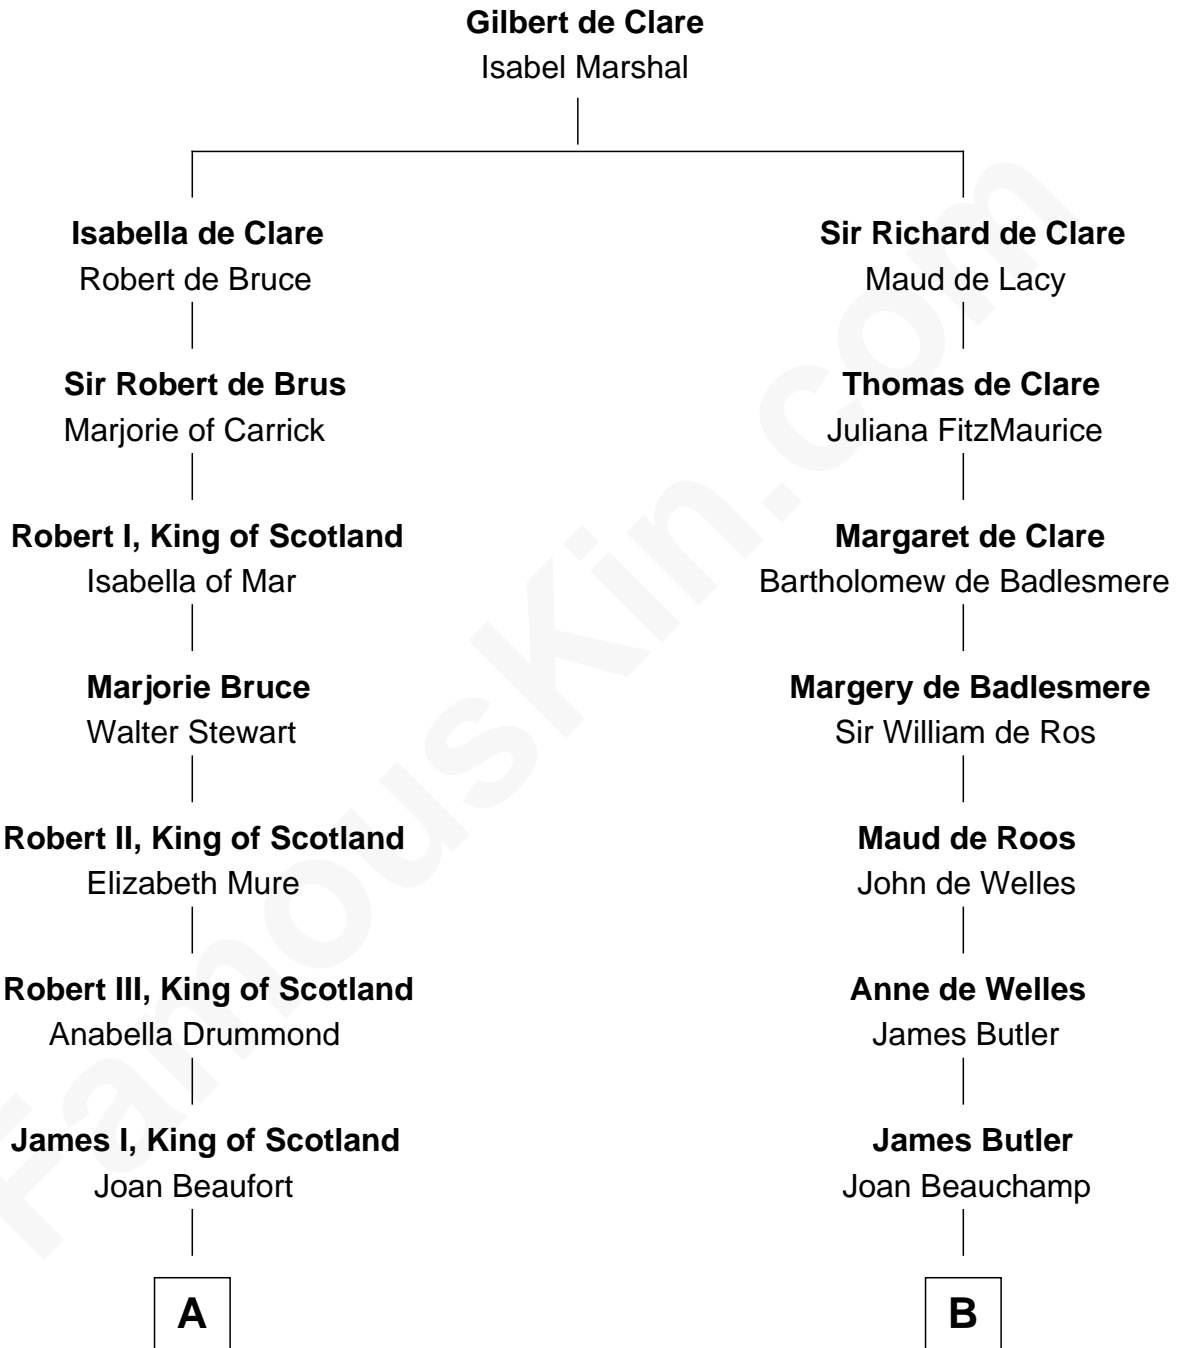 Gilbert de Clare
Isabel Marshal
Isabella de Clare
Robert de Bruce
Sir Richard de Clare
Maud de Lacy
Sir Robert de Brus
Marjorie of Carrick
Thomas de Clare
Juliana FitzMaurice
Robert I, King of Scotland
Isabella of Mar
Margaret de Clare
Bartholomew de Badlesmere
Marjorie Bruce
Walter Stewart
Margery de Badlesmere
Sir William de Ros
Robert II, King of Scotland
Elizabeth Mure
Maud de Roos
John de Welles
Robert III, King of Scotland
Anabella Drummond
Anne de Welles
James Butler
James I, King of Scotland
Joan Beaufort
James Butler
Joan Beauchamp
A
B
FamousKin.com